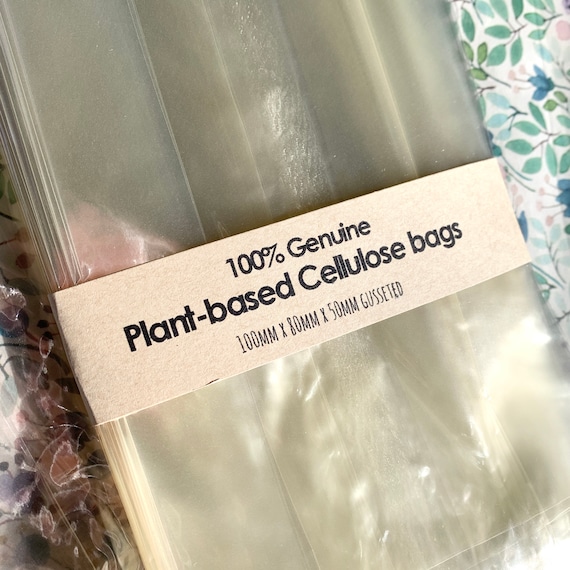 100% Genuine
Plant-based Cellulose bags
100MM X 80MM X 50MM GUSSETED